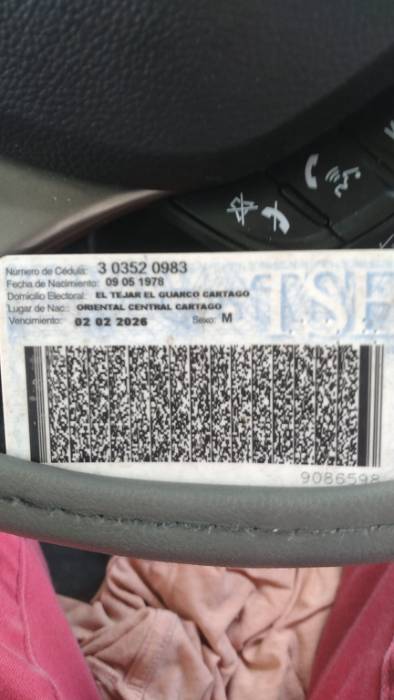 Número de Cédula: 3 0352 0983
Fecha de Nacimiento: 09 05 1978
Domicilio Electoral: EL TEJAR EL GUARCO CARTAGO
Lugar de Nac.: ORIENTAL CENTRAL CARTAGO
Vencimiento: 02 02 2026 Sexo: M
TSE
9086598